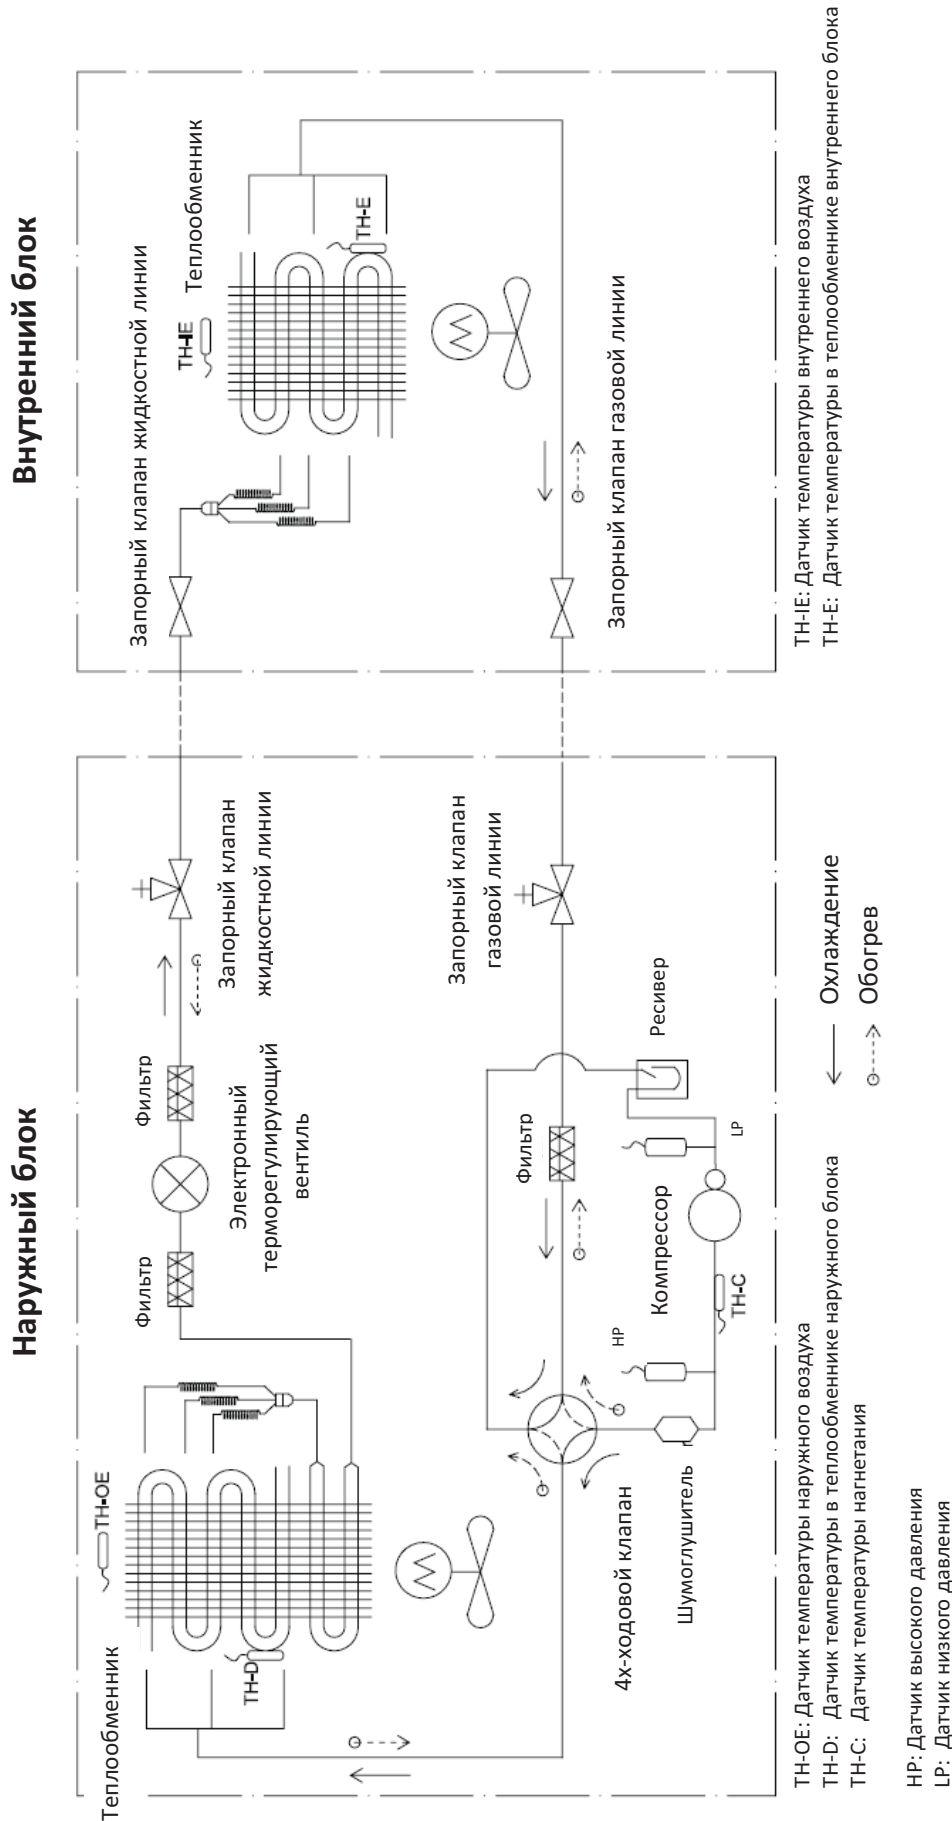 Наружный блок
Внутренний блок
Теплообменник
TH-OE
TH-D
Фильтр
Электронный
терморегулирующий
вентиль
Фильтр
Запорный клапан
жидкостной линии
Запорный клапан жидкостной линии
TH-IE
Теплообменник
TH-E
4х-ходовой клапан
Шумоглушитель
HP
TH-C
Компрессор
LP
Фильтр
Ресивер
Запорный клапан
газовой линии
Запорный клапан газовой линии
TH-OE: Датчик температуры наружного воздуха
TH-D: Датчик температуры в теплообменнике наружного блока
TH-C: Датчик температуры нагнетания
HP: Датчик высокого давления
LP: Датчик низкого давления
Охлаждение
Обогрев
TH-IE: Датчик температуры внутреннего воздуха
TH-E: Датчик температуры в теплообменнике внутреннего блока